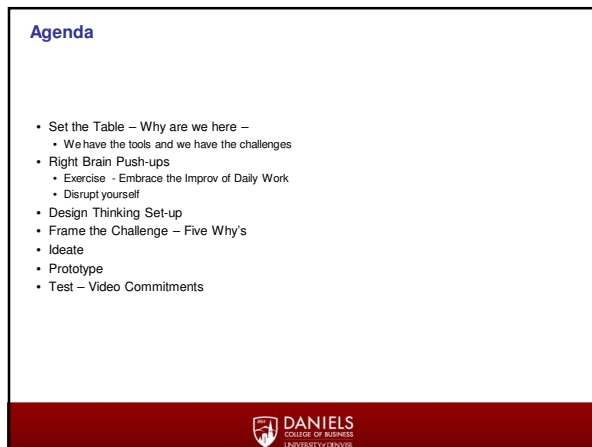 Agenda
• Set the Table – Why are we here –
• We have the tools and we have the challenges
• Right Brain Push-ups
• Exercise - Embrace the Improv of Daily Work
• Disrupt yourself
• Design Thinking Set-up
• Frame the Challenge – Five Why's
• Ideate
• Prototype
• Test – Video Commitments
DANIELS
COLLEGE OF BUSINESS
UNIVERSITY of DENVER